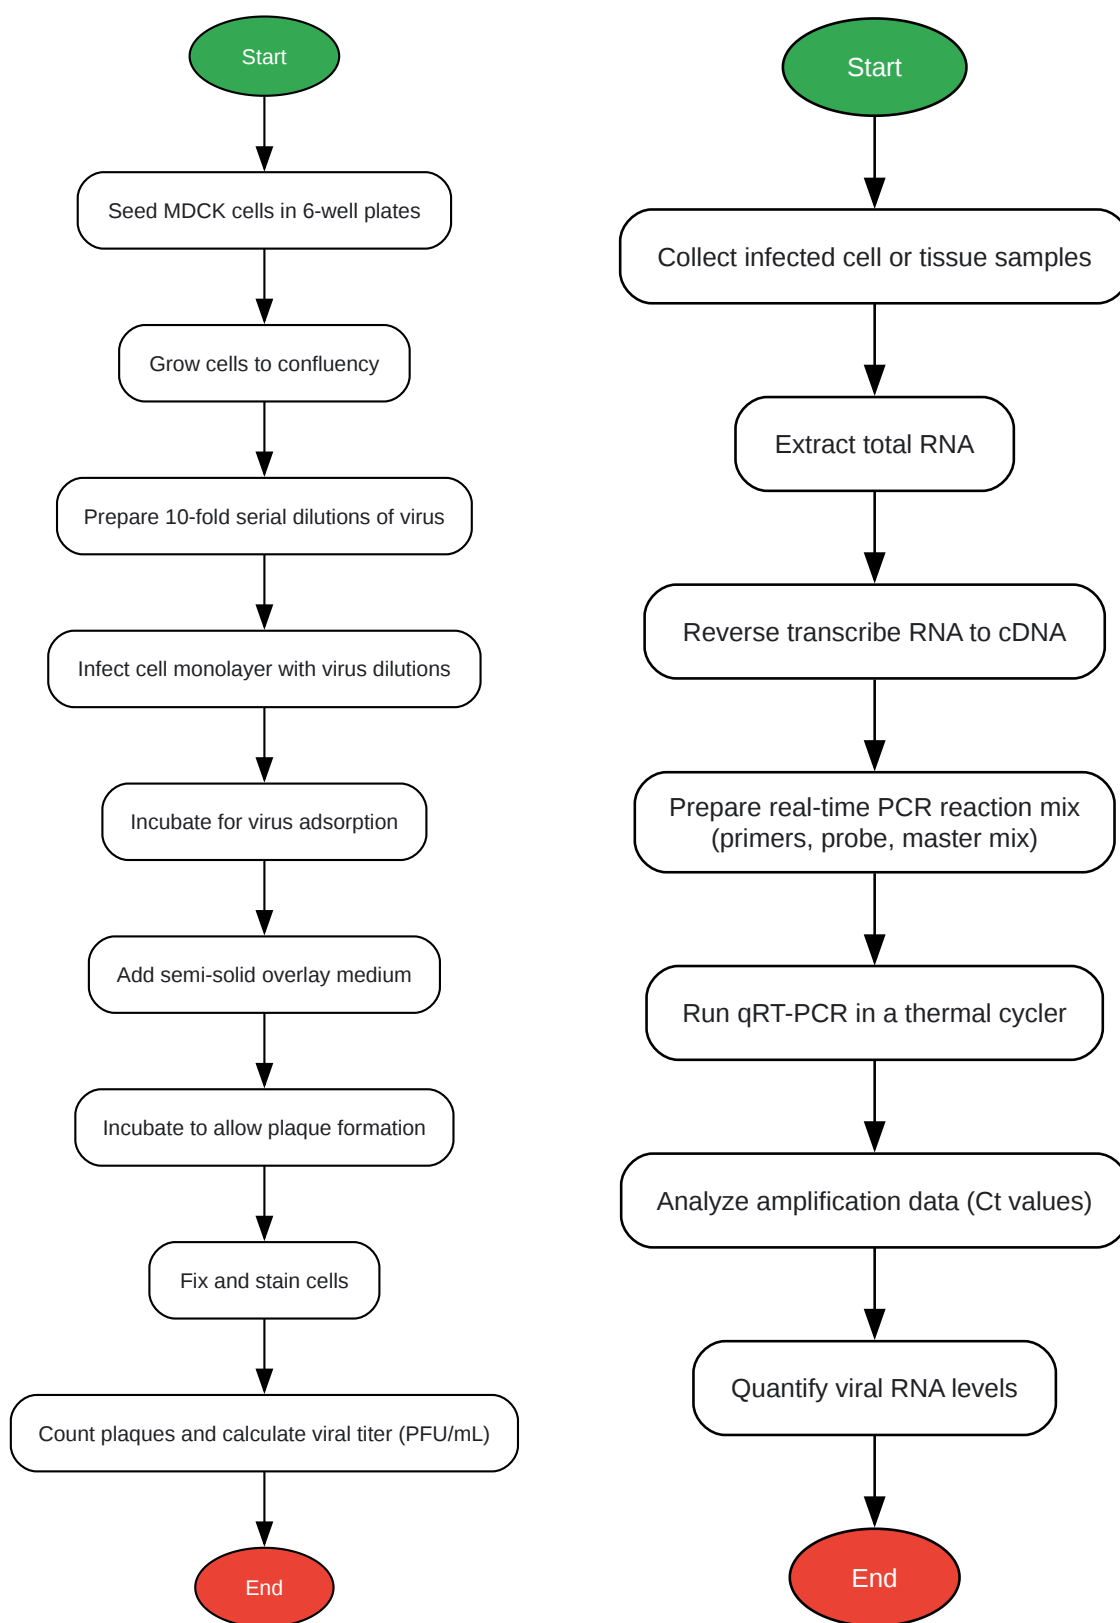 Start
Seed MDCK cells in 6-well plates
Grow cells to confluency
Prepare 10-fold serial dilutions of virus
Infect cell monolayer with virus dilutions
Incubate for virus adsorption
Add semi-solid overlay medium
Incubate to allow plaque formation
Fix and stain cells
Count plaques and calculate viral titer (PFU/mL)
End
Start
Collect infected cell or tissue samples
Extract total RNA
Reverse transcribe RNA to cDNA
Prepare real-time PCR reaction mix
(primers, probe, master mix)
Run qRT-PCR in a thermal cycler
Analyze amplification data (Ct values)
Quantify viral RNA levels
End